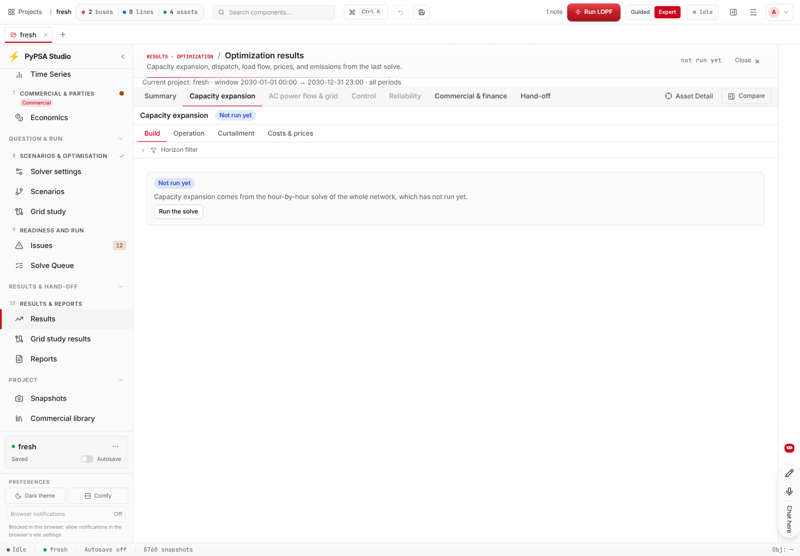 Projects / fresh 2 buses 0 lines 4 assets Search components... ⌘ Ctrl K 1 note Run LOPF Guided Expert Idle A
fresh × +
PyPSA Studio
Time Series
7 COMMERCIAL & PARTIES
Commercial
Economics
QUESTION & RUN
8 SCENARIOS & OPTIMISATION
Solver settings
Scenarios
Grid study
9 READINESS AND RUN
Issues 12
Solve Queue
RESULTS & HAND-OFF
10 RESULTS & REPORTS
Results
Grid study results
Reports
PROJECT
Snapshots
Commercial library
fresh ...
Saved Autosave
PREFERENCES
Dark theme Comfy
Browser notifications Off
Blocked in this browser: allow notifications in the
browser's site settings
RESULTS · OPTIMIZATION / Optimization results
Capacity expansion, dispatch, load flow, prices, and emissions from the last solve.
not run yet Close ×
Current project: fresh · window 2030-01-01 00:00 → 2030-12-31 23:00 · all periods
Summary Capacity expansion AC power flow & grid Control Reliability Commercial & finance Hand-off Asset Detail Compare
Capacity expansion Not run yet
Build Operation Curtailment Costs & prices
Horizon filter
Not run yet
Capacity expansion comes from the hour-by-hour solve of the whole network, which has not run yet.
Run the solve
Chat here
Idle fresh Autosave off 8760 snapshots Obj: —